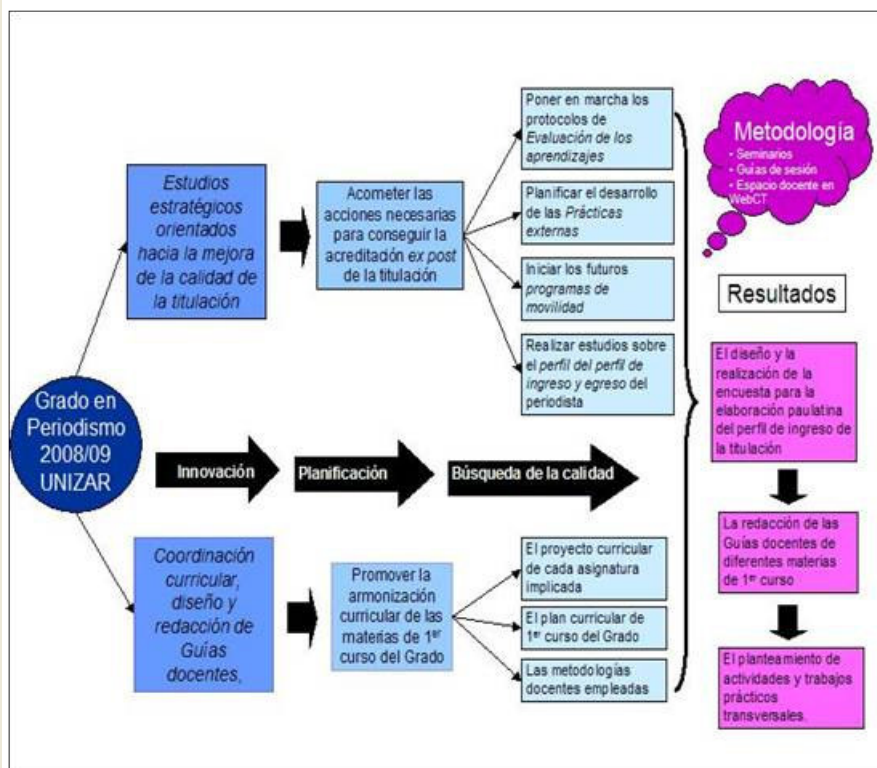 Grado en
Periodismo
2008/09
UNIZAR
Estudios
estratégicos
orientados
hacia la mejora
de la calidad de
la titulación
Acometer las
acciones necesarias
para conseguir la
acreditación ex post
de la titulación
Poner en marcha los
protocolos de
Evaluación de los
aprendizajes
Planificar el desarrollo
de las Prácticas
externas
Iniciar los futuros
programas de
movilidad
Realizar estudios sobre
el perfil del perfil de
ingreso y egreso del
periodista
Innovación
Planificación
Búsqueda de la calidad
Coordinación
curricular,
diseño y
redacción de
Guías
docentes,
Promover la
armonización
curricular de las
materias de 1er
curso del Grado
El proyecto curricular
de cada asignatura
implicada
El plan curricular de
1er curso del Grado
Las metodologías
docentes empleadas
Metodología
• Seminarios
• Guías de sesión
• Espacio docente en
WebCT
Resultados
El diseño y la
realización de la
encuesta para la
elaboración paulatina
del perfil de ingreso de
la titulación
La redacción de las
Guías docentes de
diferentes materias
de 1er curso
El planteamiento de
actividades y trabajos
prácticos
transversales.